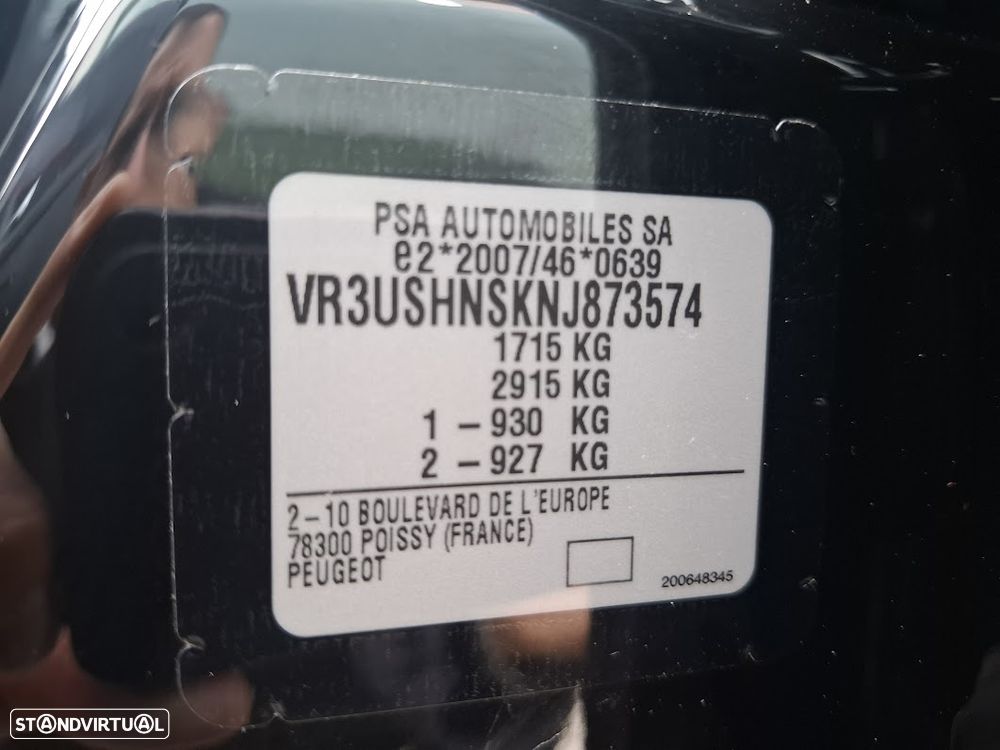 PSA AUTOMOBILES SA
e2*2007/46*0639
VR3USHNSKNJ873574
1715 KG
2915 KG
1 – 930 KG
2 – 927 KG
2–10 BOULEVARD DE L'EUROPE
78300 POISSY (FRANCE)
PEUGEOT
200648345
STANDVIRTUAL